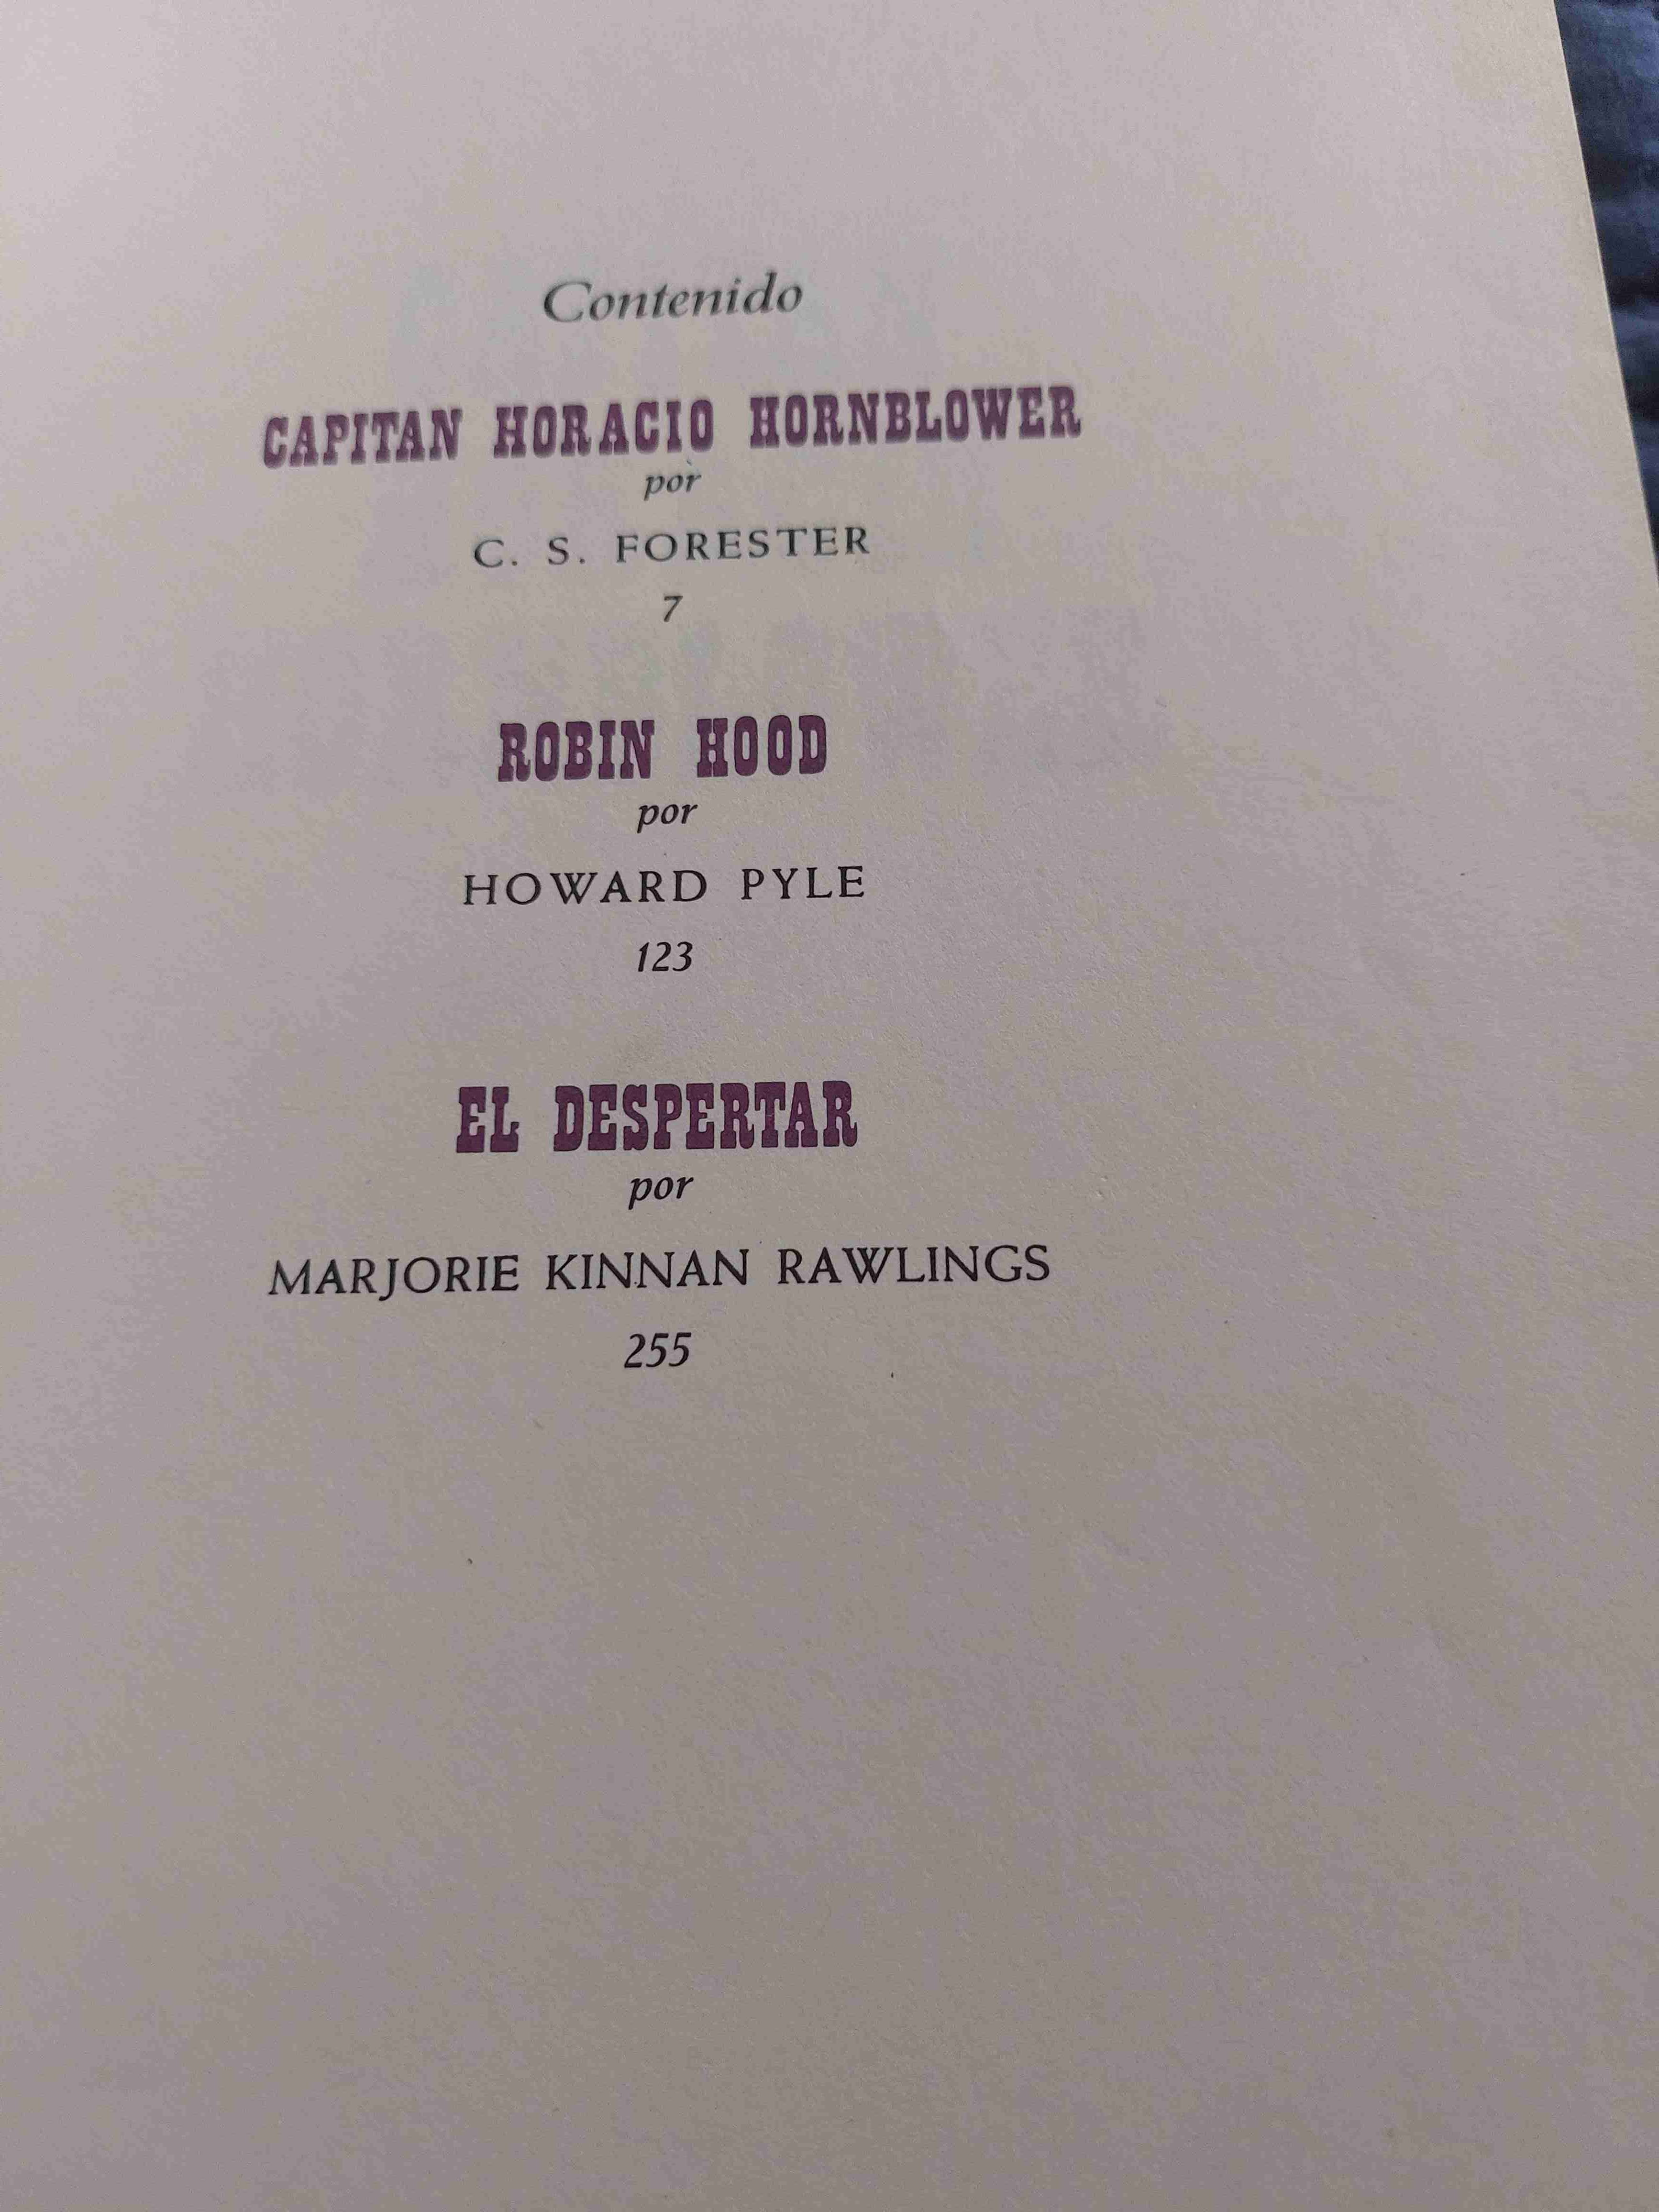 Contenido
CAPITAN HORACIO HORNBLOWER
por
C. S. FORESTER
7
ROBIN HOOD
por
HOWARD PYLE
123
EL DESPERTAR
por
MARJORIE KINNAN RAWLINGS
255